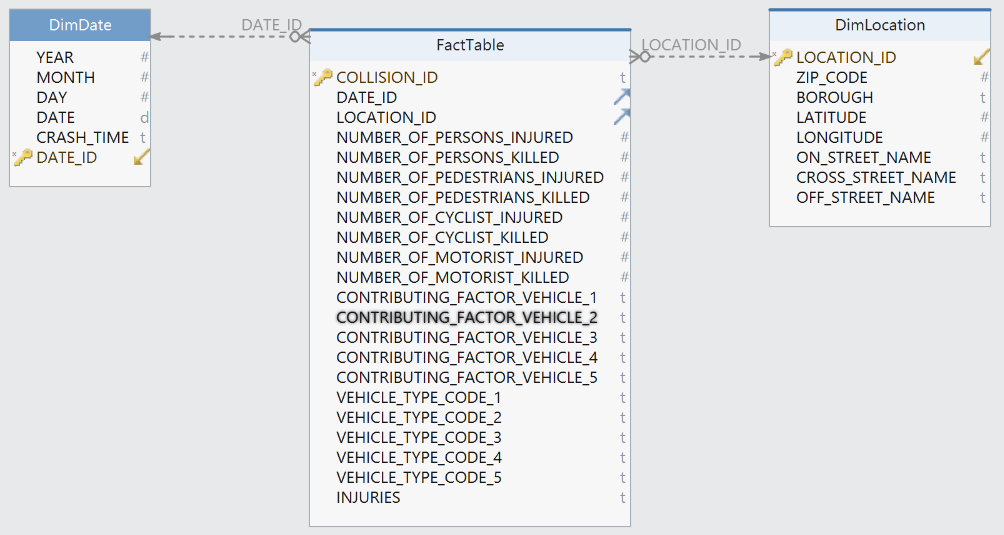 DimDate
YEAR #
MONTH #
DAY #
DATE d
CRASH_TIME t
DATE_ID
DATE_ID
FactTable
COLLISION_ID t
DATE_ID
LOCATION_ID
NUMBER_OF_PERSONS_INJURED #
NUMBER_OF_PERSONS_KILLED #
NUMBER_OF_PEDESTRIANS_INJURED #
NUMBER_OF_PEDESTRIANS_KILLED #
NUMBER_OF_CYCLIST_INJURED #
NUMBER_OF_CYCLIST_KILLED #
NUMBER_OF_MOTORIST_INJURED #
NUMBER_OF_MOTORIST_KILLED #
CONTRIBUTING_FACTOR_VEHICLE_1 t
CONTRIBUTING_FACTOR_VEHICLE_2 t
CONTRIBUTING_FACTOR_VEHICLE_3 t
CONTRIBUTING_FACTOR_VEHICLE_4 t
CONTRIBUTING_FACTOR_VEHICLE_5 t
VEHICLE_TYPE_CODE_1 t
VEHICLE_TYPE_CODE_2 t
VEHICLE_TYPE_CODE_3 t
VEHICLE_TYPE_CODE_4 t
VEHICLE_TYPE_CODE_5 t
INJURIES t
LOCATION_ID
DimLocation
LOCATION_ID
ZIP_CODE #
BOROUGH t
LATITUDE #
LONGITUDE #
ON_STREET_NAME t
CROSS_STREET_NAME t
OFF_STREET_NAME t